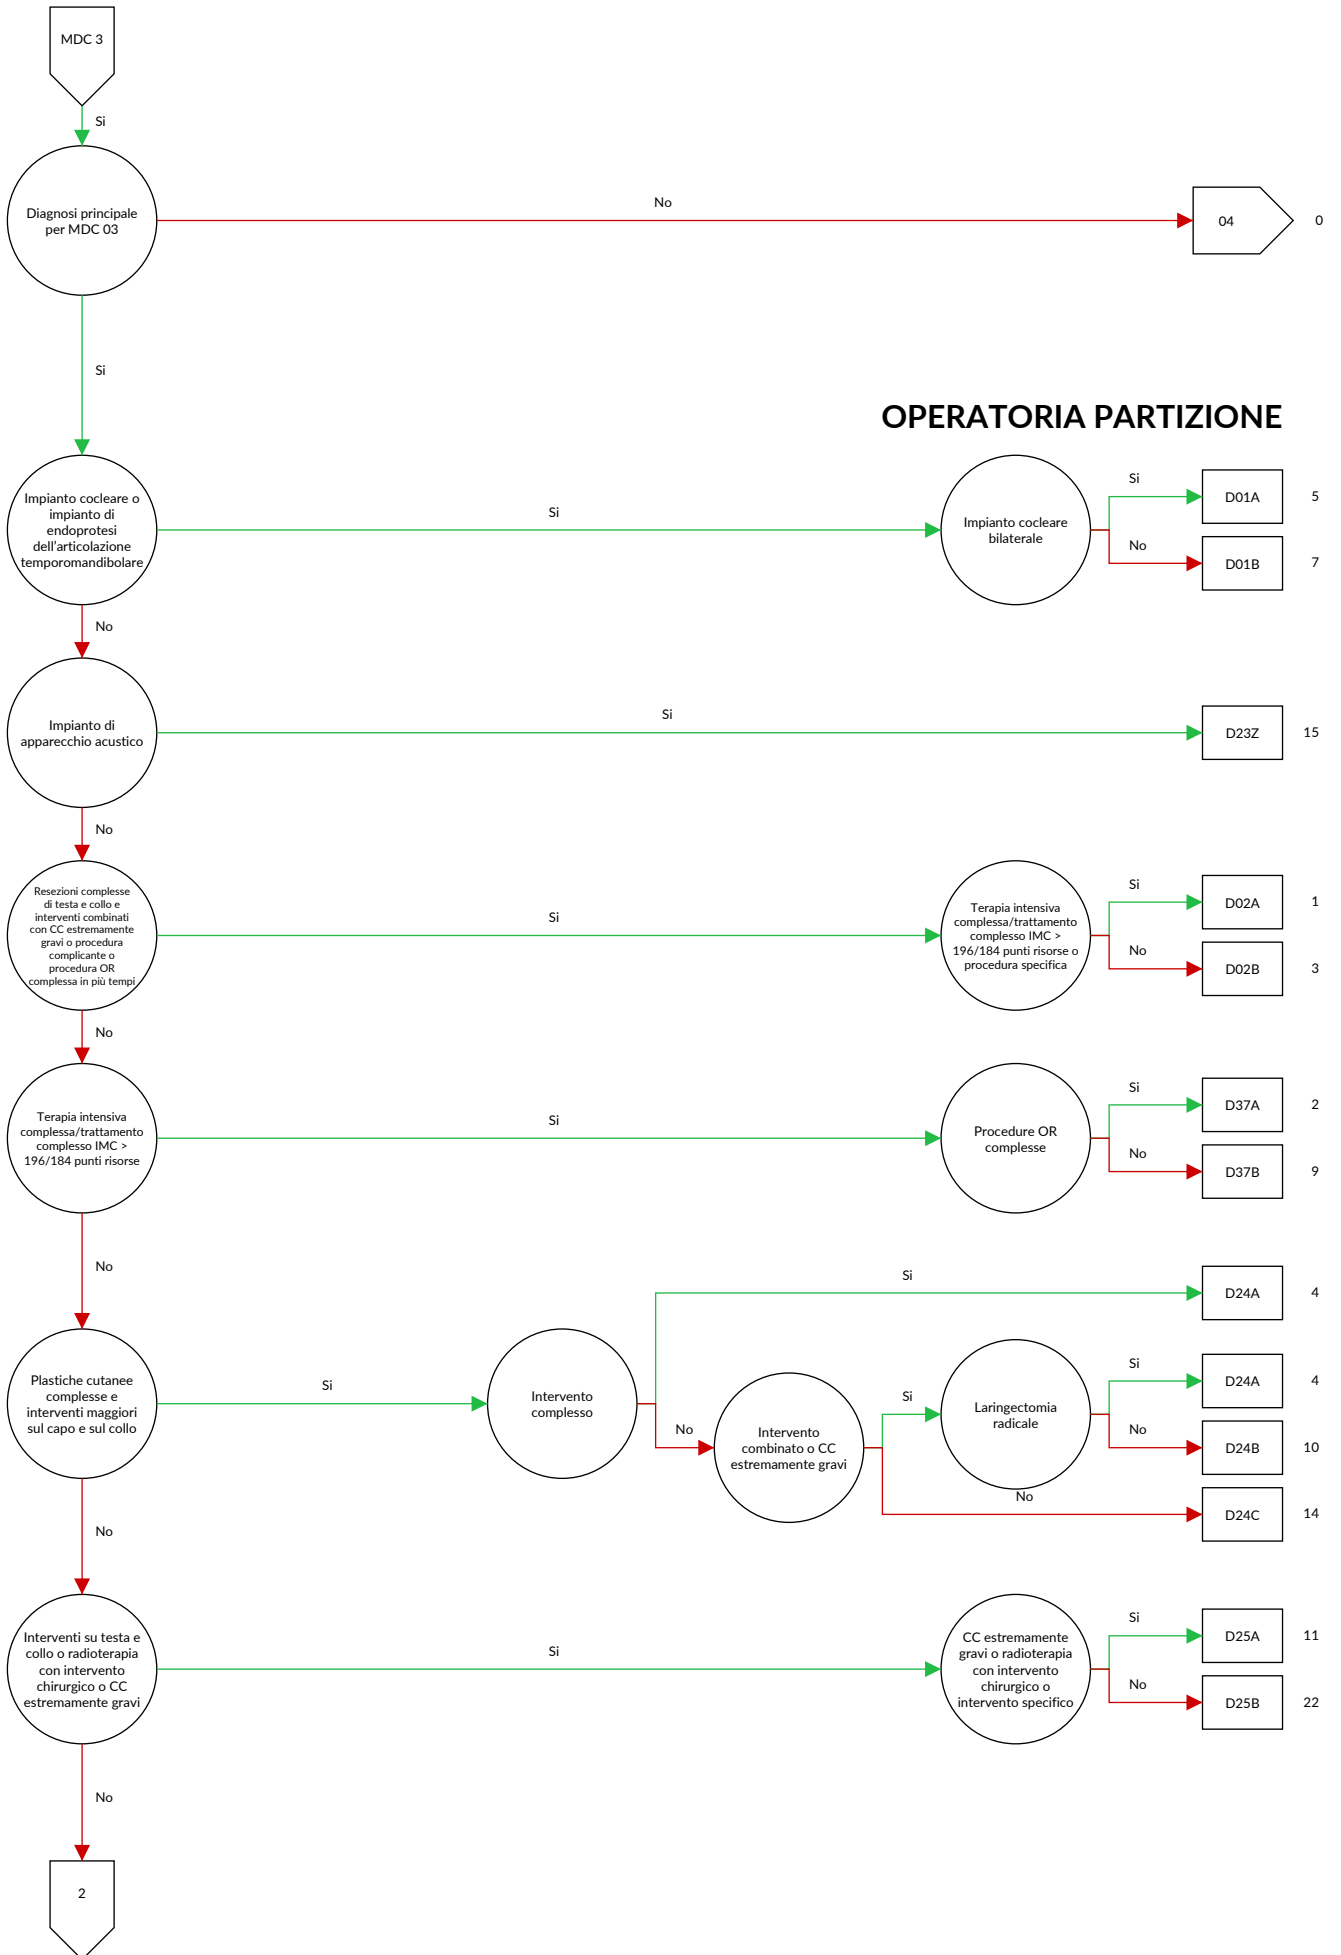 MDC 3
Si
Diagnosi principale
per MDC 03
No
04
0
Si
OPERATORIA PARTIZIONE
Impianto cocleare o
impianto di
endoprotesi
dell'articolazione
temporomandibolare
Si
Impianto cocleare
bilaterale
Si
D01A
5
No
D01B
7
No
Impianto di
apparecchio acustico
Si
D23Z
15
No
Resezioni complesse
di testa e collo e
interventi combinati
con CC estremamente
gravi o procedura
complicante o
procedura OR
complessa in più tempi
Si
Terapia intensiva
complessa/trattamento
complesso IMC >
196/184 punti risorse o
procedura specifica
Si
D02A
1
No
D02B
3
No
Terapia intensiva
complessa/trattamento
complesso IMC >
196/184 punti risorse
Si
Procedure OR
complesse
Si
D37A
2
No
D37B
9
No
Plastiche cutanee
complesse e
interventi maggiori
sul capo e sul collo
Si
Intervento
complesso
Si
D24A
4
No
Intervento
combinato o CC
estremamente gravi
Si
Laringectomia
radicale
Si
D24A
4
No
D24B
10
No
D24C
14
No
Interventi su testa e
collo o radioterapia
con intervento
chirurgico o CC
estremamente gravi
Si
CC estremamente
gravi o radioterapia
con intervento
chirurgico o
intervento specifico
Si
D25A
11
No
D25B
22
No
2